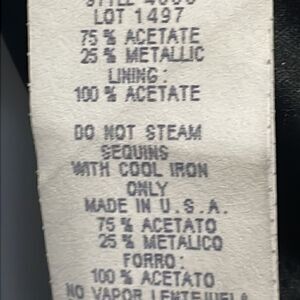 STYLE
LOT 1497
75 % ACETATE
25 % METALLIC
LINING:
100 % ACETATE
DO NOT STEAM
SEQUINS
WITH COOL IRON
ONLY
MADE IN U.S.A.
75 % ACETATO
25 % METALICO
FORRO:
100 % ACETATO
NO VAPOR LENTEJUELA